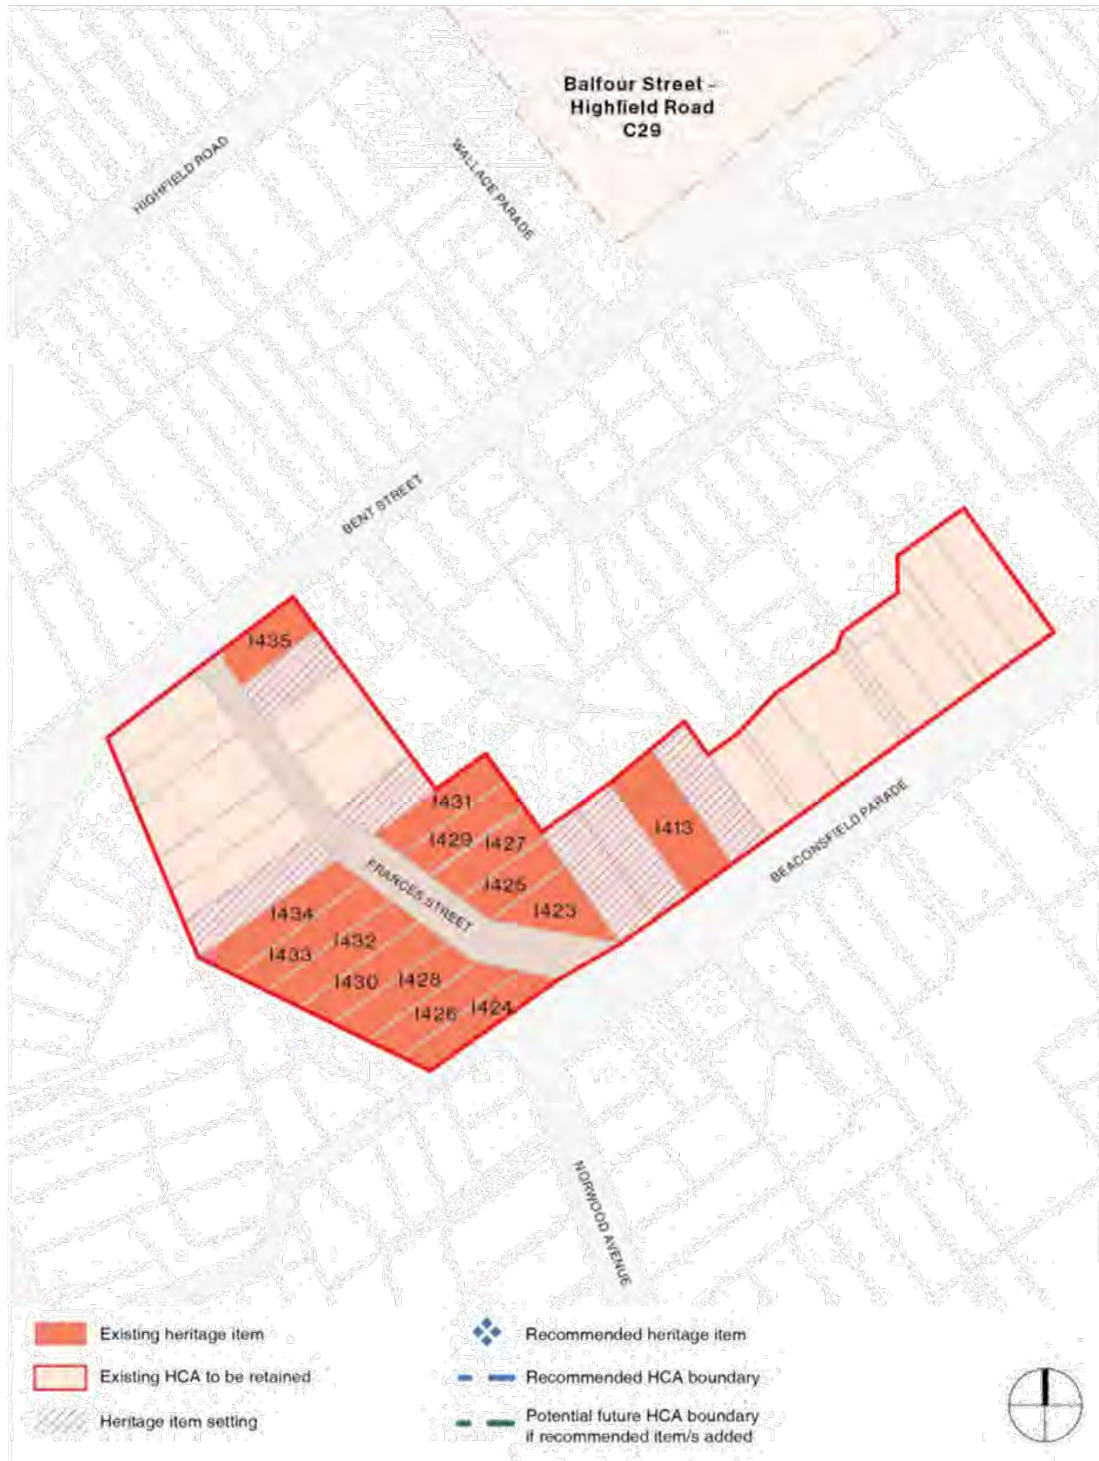 Balfour Street -
Highfield Road
C29
HIGHFIELD ROAD
WALLACE PARADE
BENT STREET
I435
I431
I429
I427
I425
I423
I413
FRANCES STREET
BEACONSFIELD PARADE
I434
I433
I432
I430
I428
I426
I424
NORWOOD AVENUE
Existing heritage item
Existing HCA to be retained
Heritage item setting
Recommended heritage item
Recommended HCA boundary
Potential future HCA boundary
if recommended item/s added